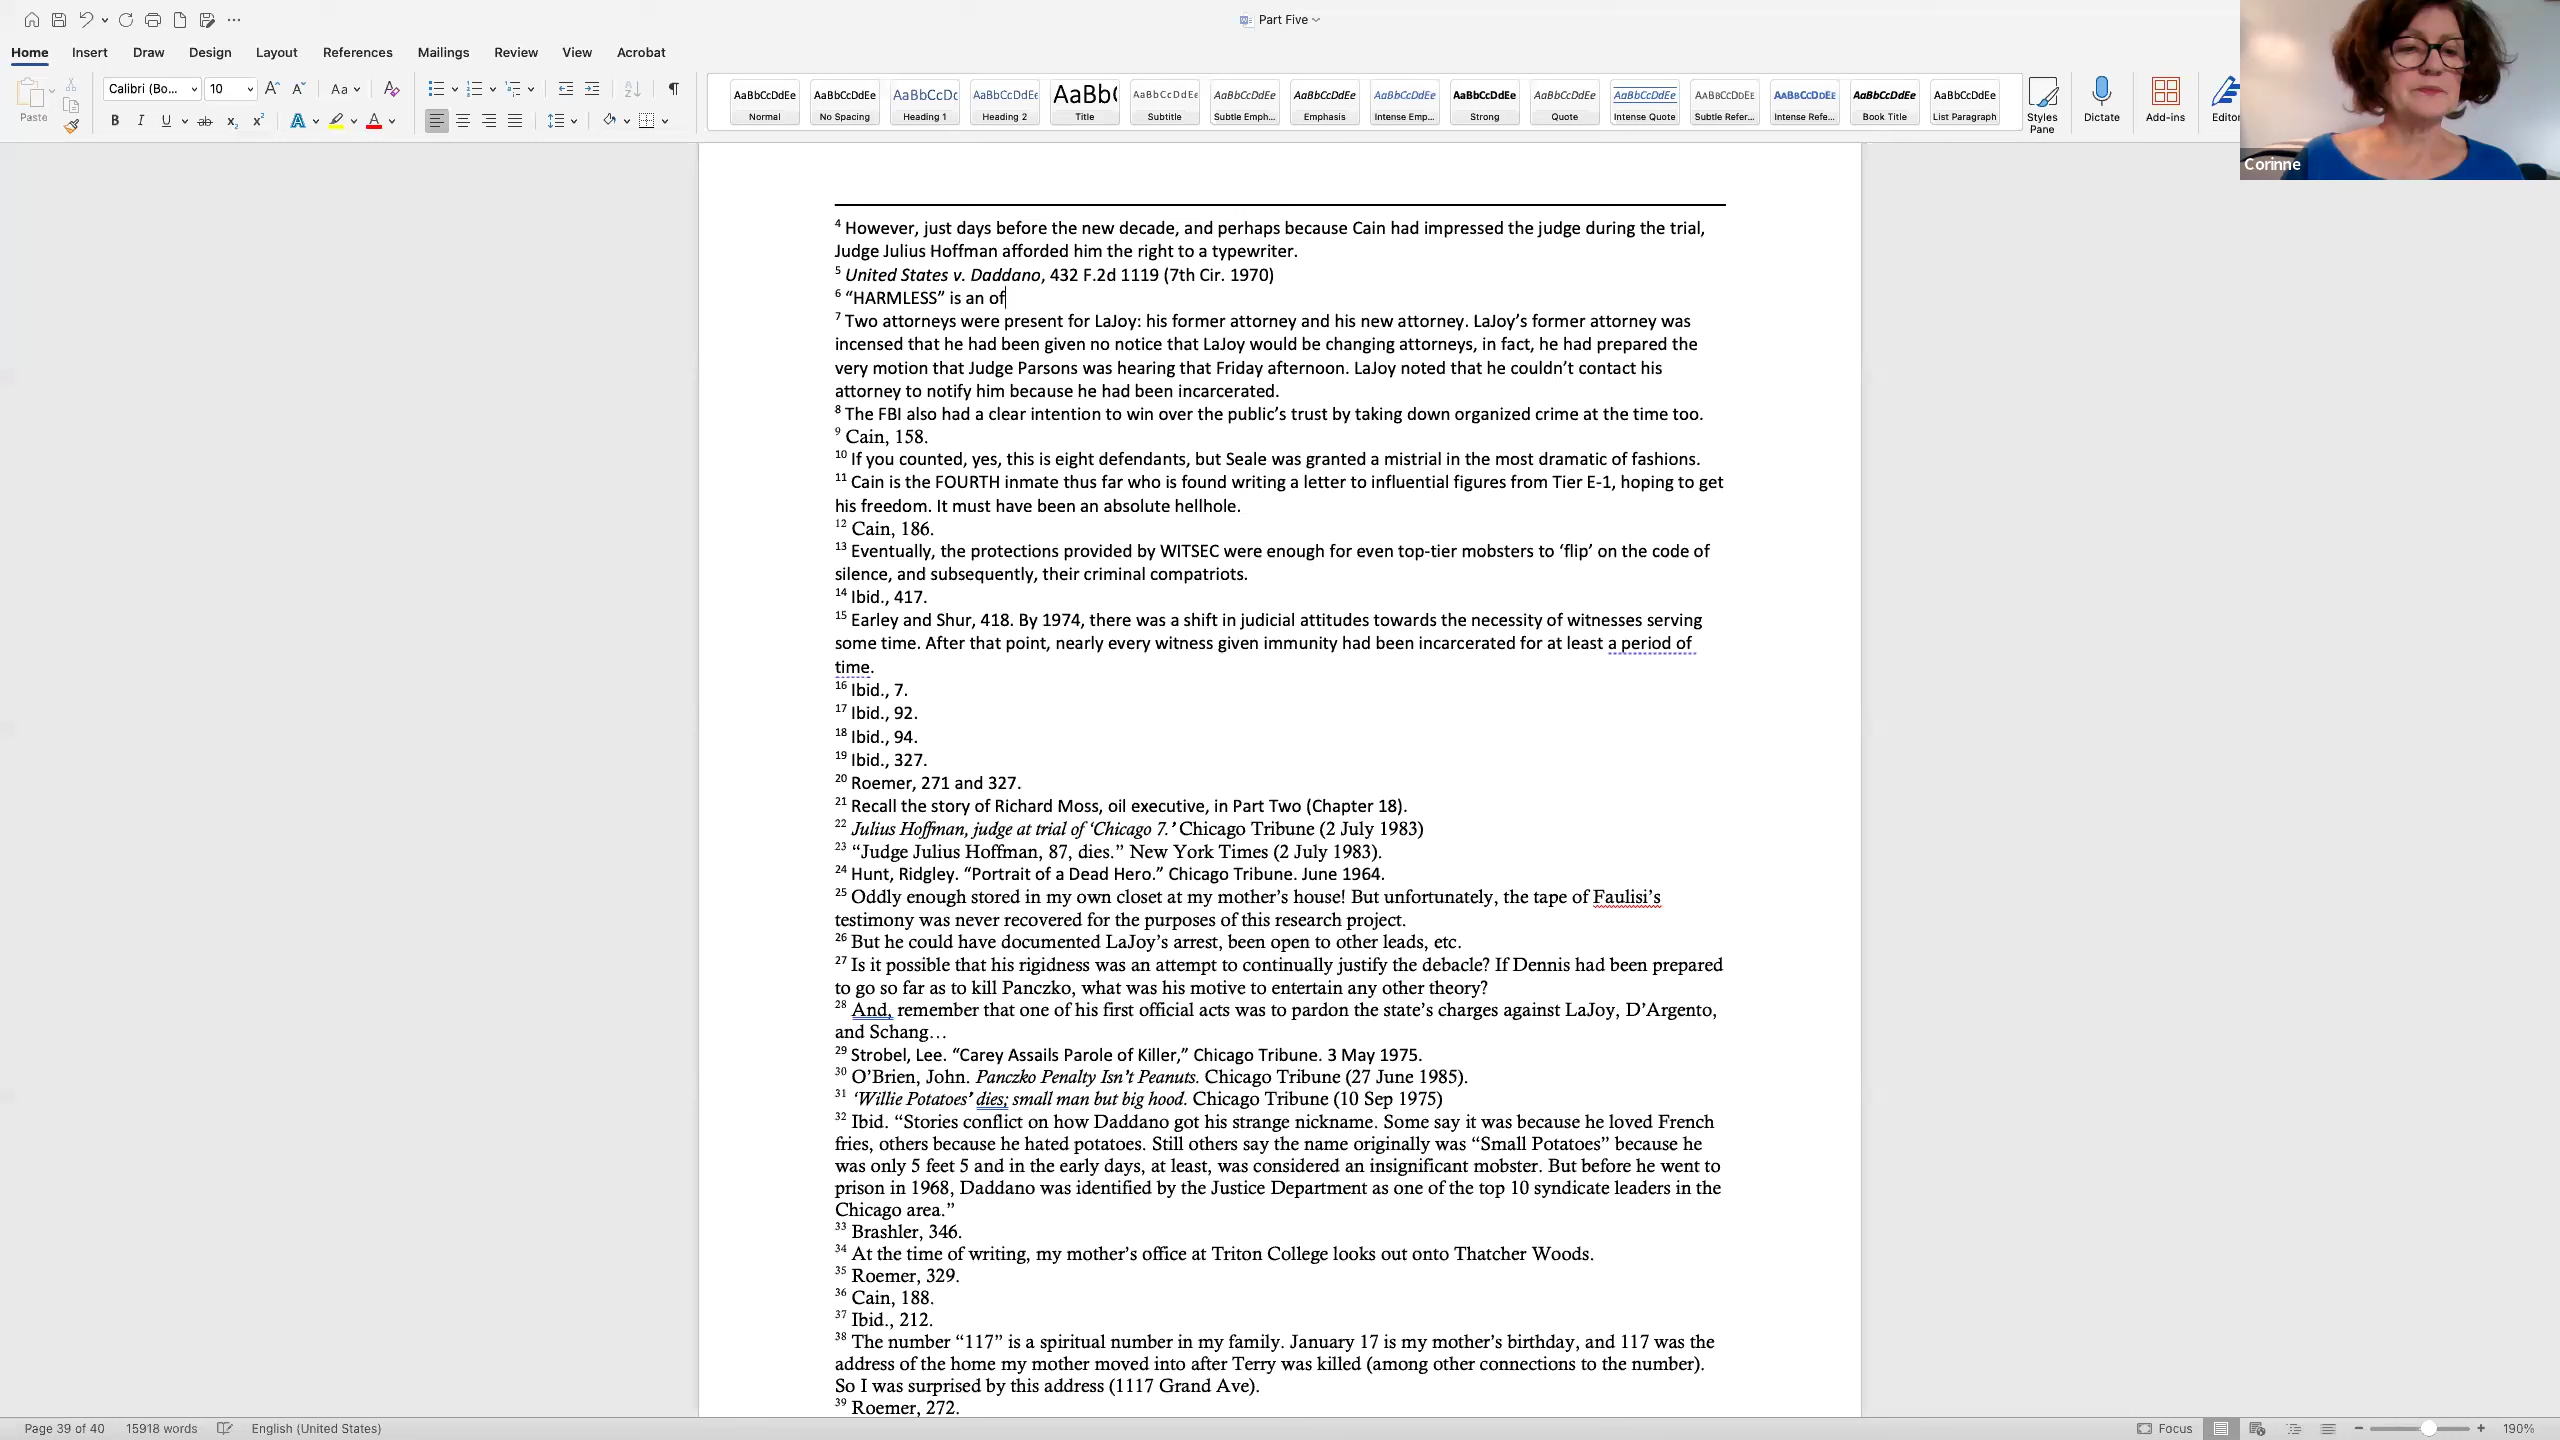 Part Five
Home Insert Draw Design Layout References Mailings Review View Acrobat
Paste
Calibri (Bo... 10
AaBbCcDdEe AaBbCcDdEe AaBbCcDc AaBbCcDdEe AaBb( AaBbCcDdEe AaBbCcDdEe AaBbCcDdEe AaBbCcDdEe AaBbCcDdEe AaBbCcDdEe AaBbCcDdEe AaBbCcDdEe AaBbCcDdEe AaBbCcDdEe AaBbCcDdEe
Normal No Spacing Heading 1 Heading 2 Title Subtitle Subtle Emph... Emphasis Intense Emp... Strong Quote Intense Quote Subtle Refer... Intense Refe... Book Title List Paragraph
Styles Pane Dictate Add-ins Editor
Corinne
4 However, just days before the new decade, and perhaps because Cain had impressed the judge during the trial,
Judge Julius Hoffman afforded him the right to a typewriter.
5 United States v. Daddano, 432 F.2d 1119 (7th Cir. 1970)
6 “HARMLESS” is an of
7 Two attorneys were present for LaJoy: his former attorney and his new attorney. LaJoy’s former attorney was
incensed that he had been given no notice that LaJoy would be changing attorneys, in fact, he had prepared the
very motion that Judge Parsons was hearing that Friday afternoon. LaJoy noted that he couldn’t contact his
attorney to notify him because he had been incarcerated.
8 The FBI also had a clear intention to win over the public’s trust by taking down organized crime at the time too.
9 Cain, 158.
10 If you counted, yes, this is eight defendants, but Seale was granted a mistrial in the most dramatic of fashions.
11 Cain is the FOURTH inmate thus far who is found writing a letter to influential figures from Tier E-1, hoping to get
his freedom. It must have been an absolute hellhole.
12 Cain, 186.
13 Eventually, the protections provided by WITSEC were enough for even top-tier mobsters to ‘flip’ on the code of
silence, and subsequently, their criminal compatriots.
14 Ibid., 417.
15 Earley and Shur, 418. By 1974, there was a shift in judicial attitudes towards the necessity of witnesses serving
some time. After that point, nearly every witness given immunity had been incarcerated for at least a period of
time.
16 Ibid., 7.
17 Ibid., 92.
18 Ibid., 94.
19 Ibid., 327.
20 Roemer, 271 and 327.
21 Recall the story of Richard Moss, oil executive, in Part Two (Chapter 18).
22 Julius Hoffman, judge at trial of ‘Chicago 7.’ Chicago Tribune (2 July 1983)
23 “Judge Julius Hoffman, 87, dies.” New York Times (2 July 1983).
24 Hunt, Ridgley. “Portrait of a Dead Hero.” Chicago Tribune. June 1964.
25 Oddly enough stored in my own closet at my mother’s house! But unfortunately, the tape of Faulisi’s
testimony was never recovered for the purposes of this research project.
26 But he could have documented LaJoy’s arrest, been open to other leads, etc.
27 Is it possible that his rigidness was an attempt to continually justify the debacle? If Dennis had been prepared
to go so far as to kill Panczko, what was his motive to entertain any other theory?
28 And, remember that one of his first official acts was to pardon the state’s charges against LaJoy, D’Argento,
and Schang…
29 Strobel, Lee. “Carey Assails Parole of Killer,” Chicago Tribune. 3 May 1975.
30 O’Brien, John. Panczko Penalty Isn’t Peanuts. Chicago Tribune (27 June 1985).
31 ‘Willie Potatoes’ dies; small man but big hood. Chicago Tribune (10 Sep 1975)
32 Ibid. “Stories conflict on how Daddano got his strange nickname. Some say it was because he loved French
fries, others because he hated potatoes. Still others say the name originally was “Small Potatoes” because he
was only 5 feet 5 and in the early days, at least, was considered an insignificant mobster. But before he went to
prison in 1968, Daddano was identified by the Justice Department as one of the top 10 syndicate leaders in the
Chicago area.”
33 Brashler, 346.
34 At the time of writing, my mother’s office at Triton College looks out onto Thatcher Woods.
35 Roemer, 329.
36 Cain, 188.
37 Ibid., 212.
38 The number “117” is a spiritual number in my family. January 17 is my mother’s birthday, and 117 was the
address of the home my mother moved into after Terry was killed (among other connections to the number).
So I was surprised by this address (1117 Grand Ave).
39 Roemer, 272.
Page 39 of 40 15918 words English (United States) Focus 190%